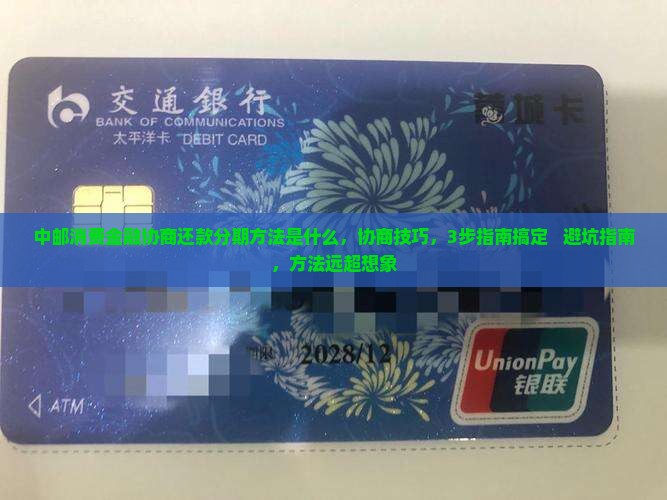 交通銀行
BANK OF COMMUNICATIONS
太平洋卡 DEBIT CARD
中邮消费金融协商还款分期方法是什么，协商技巧，3步指南搞定 避坑指南
，方法远超想象
2028/12
UnionPay
银联
ATM